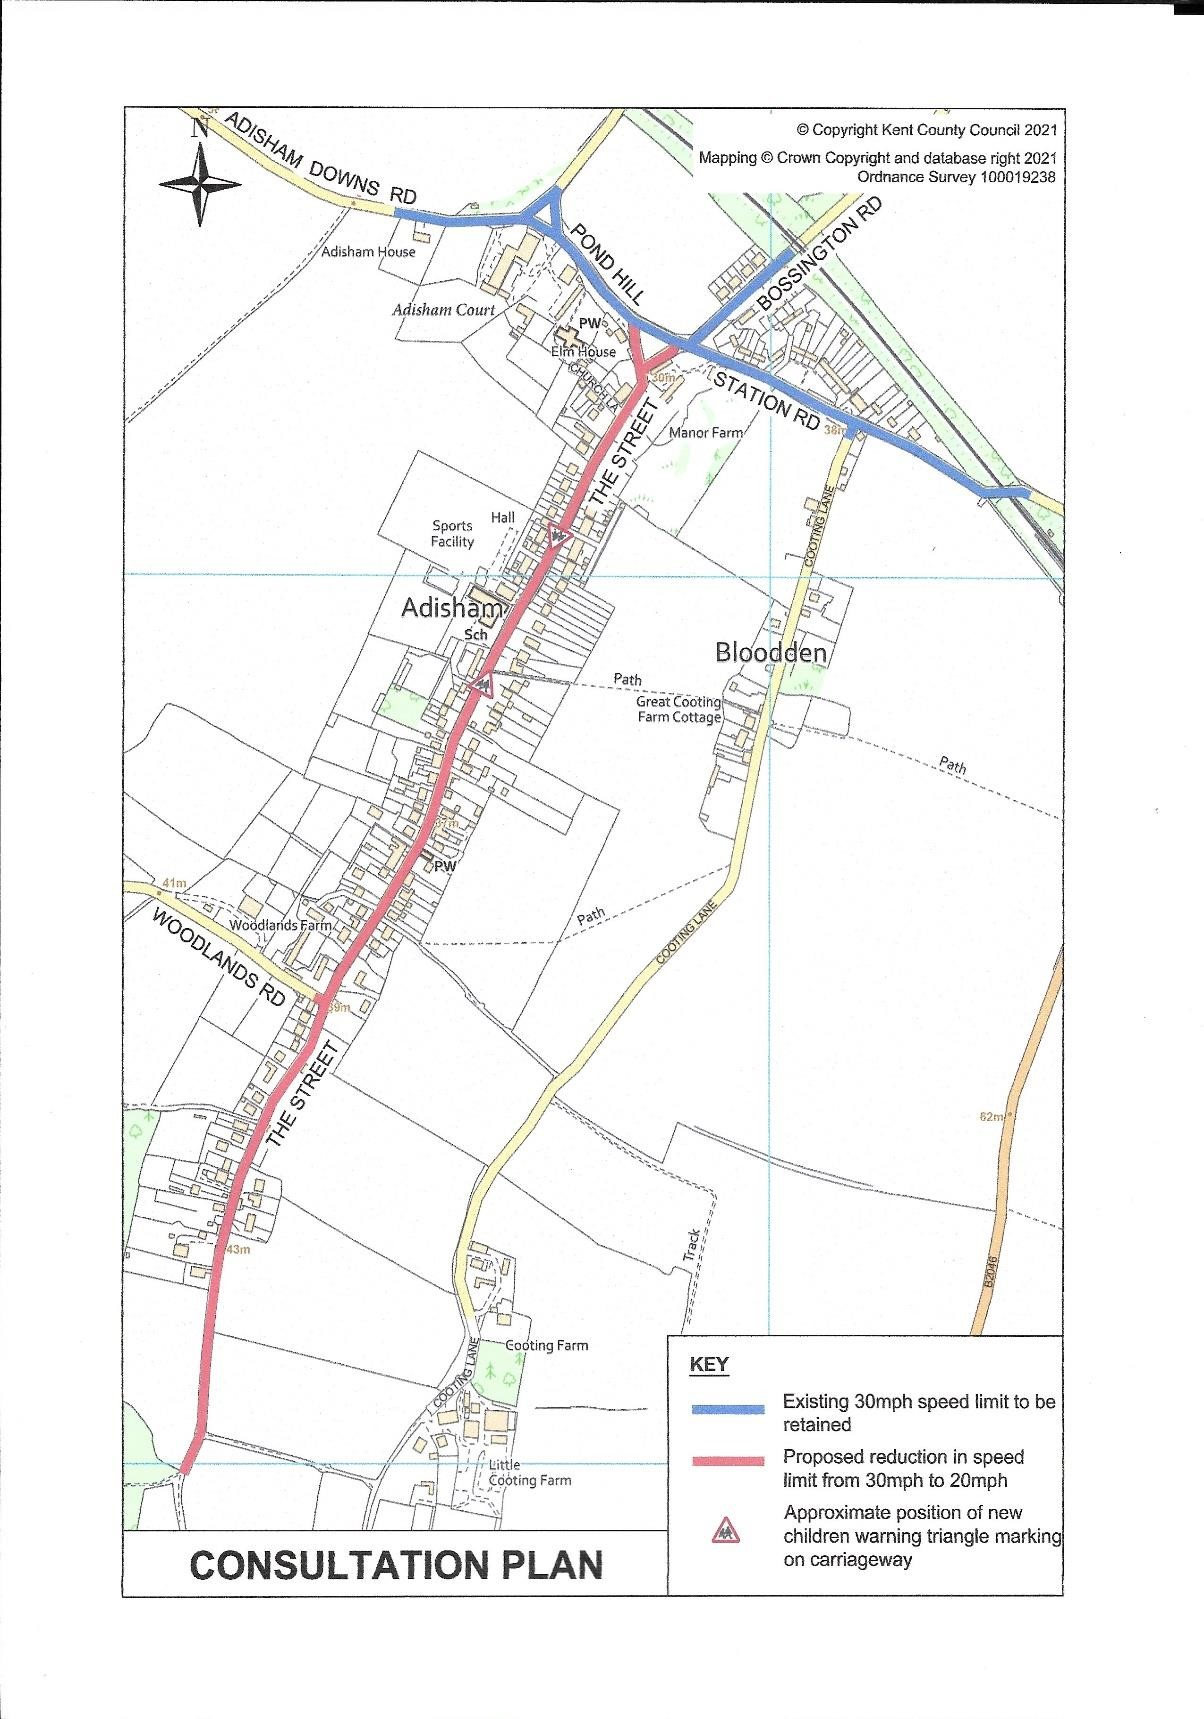 © Copyright Kent County Council 2021
Mapping © Crown Copyright and database right 2021
Ordnance Survey 100019238
N
ADISHAM DOWNS RD
Adisham House
Adisham Court
POND HILL
BOSSINGTON RD
PW
Elm House
CHURCH LA
30m
STATION RD
38m
Manor Farm
THE STREET
COOTING LANE
Hall
Sports
Facility
Adisham
Sch
Bloodden
Path
Great Cooting
Farm Cottage
Path
37m
PW
41m
Path
Woodlands Farm
WOODLANDS RD
COOTING LANE
39m
THE STREET
62m
43m
Track
B2046
Cooting Farm
COOTING LANE
Little
Cooting Farm
KEY
Existing 30mph speed limit to be
retained
Proposed reduction in speed
limit from 30mph to 20mph
Approximate position of new
children warning triangle marking
on carriageway
CONSULTATION PLAN